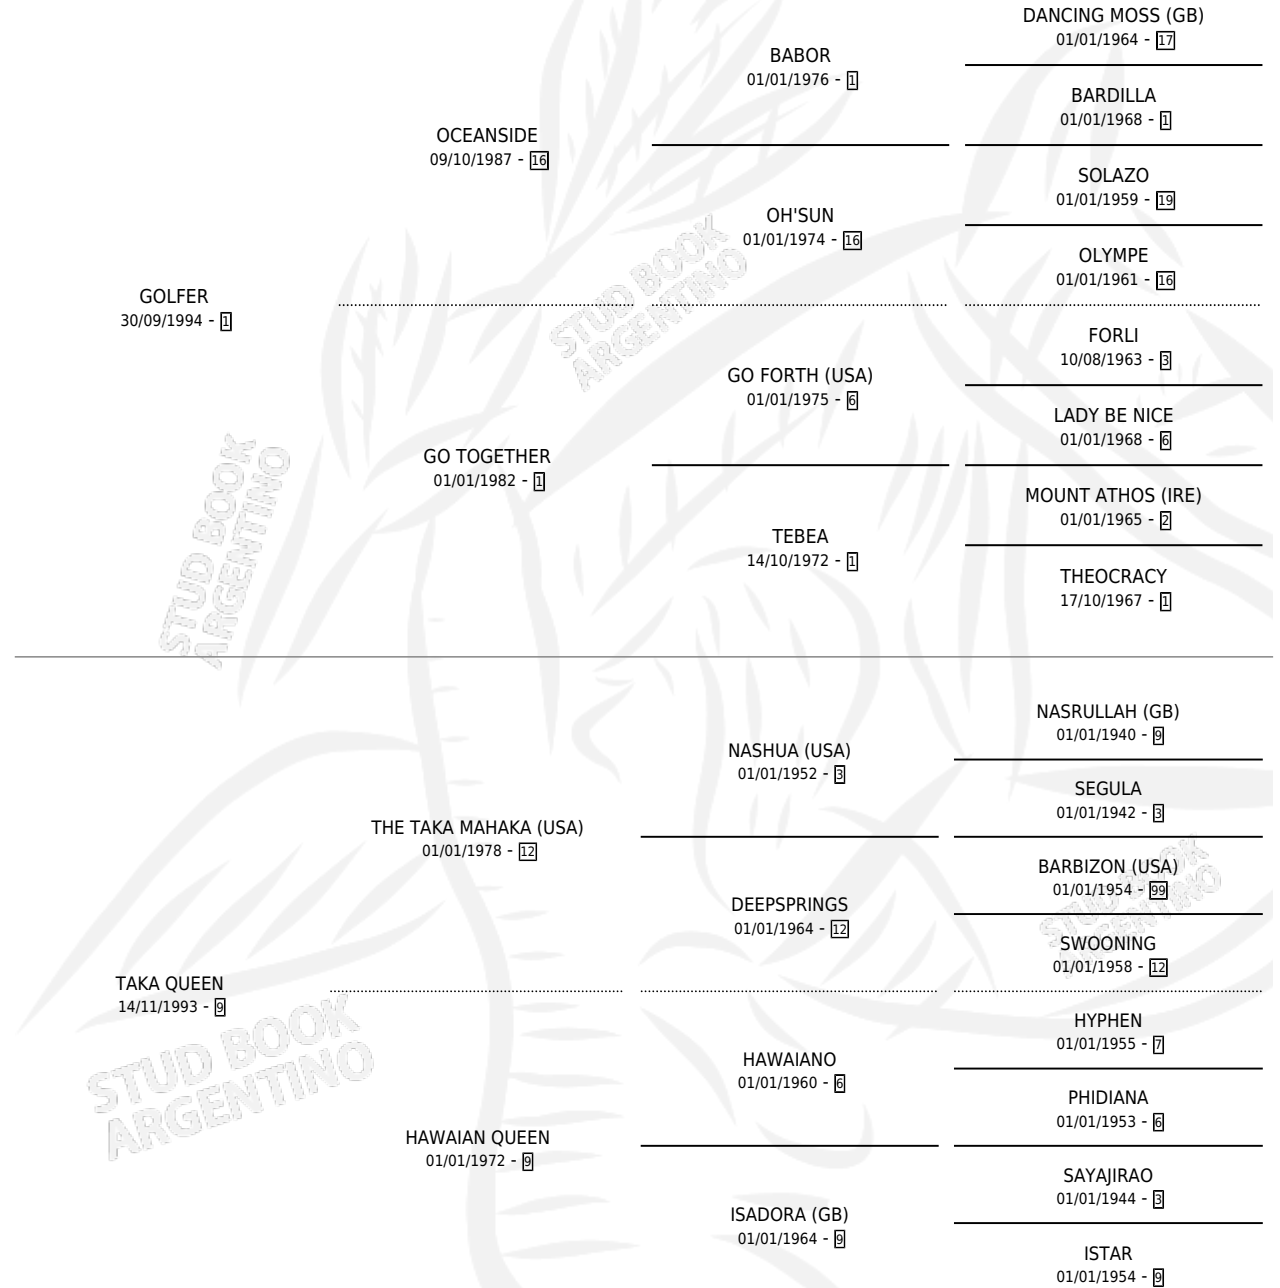 DANCING MOSS (GB)
01/01/1964 - 17
BABOR
01/01/1976 - 1
BARDILLA
01/01/1968 - 1
OCEANSIDE
09/10/1987 - 16
SOLAZO
01/01/1959 - 19
OH'SUN
01/01/1974 - 16
OLYMPE
01/01/1961 - 16
GOLFER
30/09/1994 - 1
FORLI
10/08/1963 - 3
GO FORTH (USA)
01/01/1975 - 6
LADY BE NICE
01/01/1968 - 6
GO TOGETHER
01/01/1982 - 1
MOUNT ATHOS (IRE)
01/01/1965 - 2
TEBEA
14/10/1972 - 1
THEOCRACY
17/10/1967 - 1
STUD BOOK
ARGENTINO
STUD BOOK
ARGENTINO
NASRULLAH (GB)
01/01/1940 - 9
NASHUA (USA)
01/01/1952 - 3
SEGULA
01/01/1942 - 3
THE TAKA MAHAKA (USA)
01/01/1978 - 12
BARBIZON (USA)
01/01/1954 - 99
DEEPSPRINGS
01/01/1964 - 12
SWOONING
01/01/1958 - 12
TAKA QUEEN
14/11/1993 - 9
HYPHEN
01/01/1955 - 7
HAWAIANO
01/01/1960 - 6
PHIDIANA
01/01/1953 - 6
HAWAIAN QUEEN
01/01/1972 - 9
SAYAJIRAO
01/01/1944 - 3
ISADORA (GB)
01/01/1964 - 9
ISTAR
01/01/1954 - 9
STUD BOOK
ARGENTINO
STUD BOOK
ARGENTINO